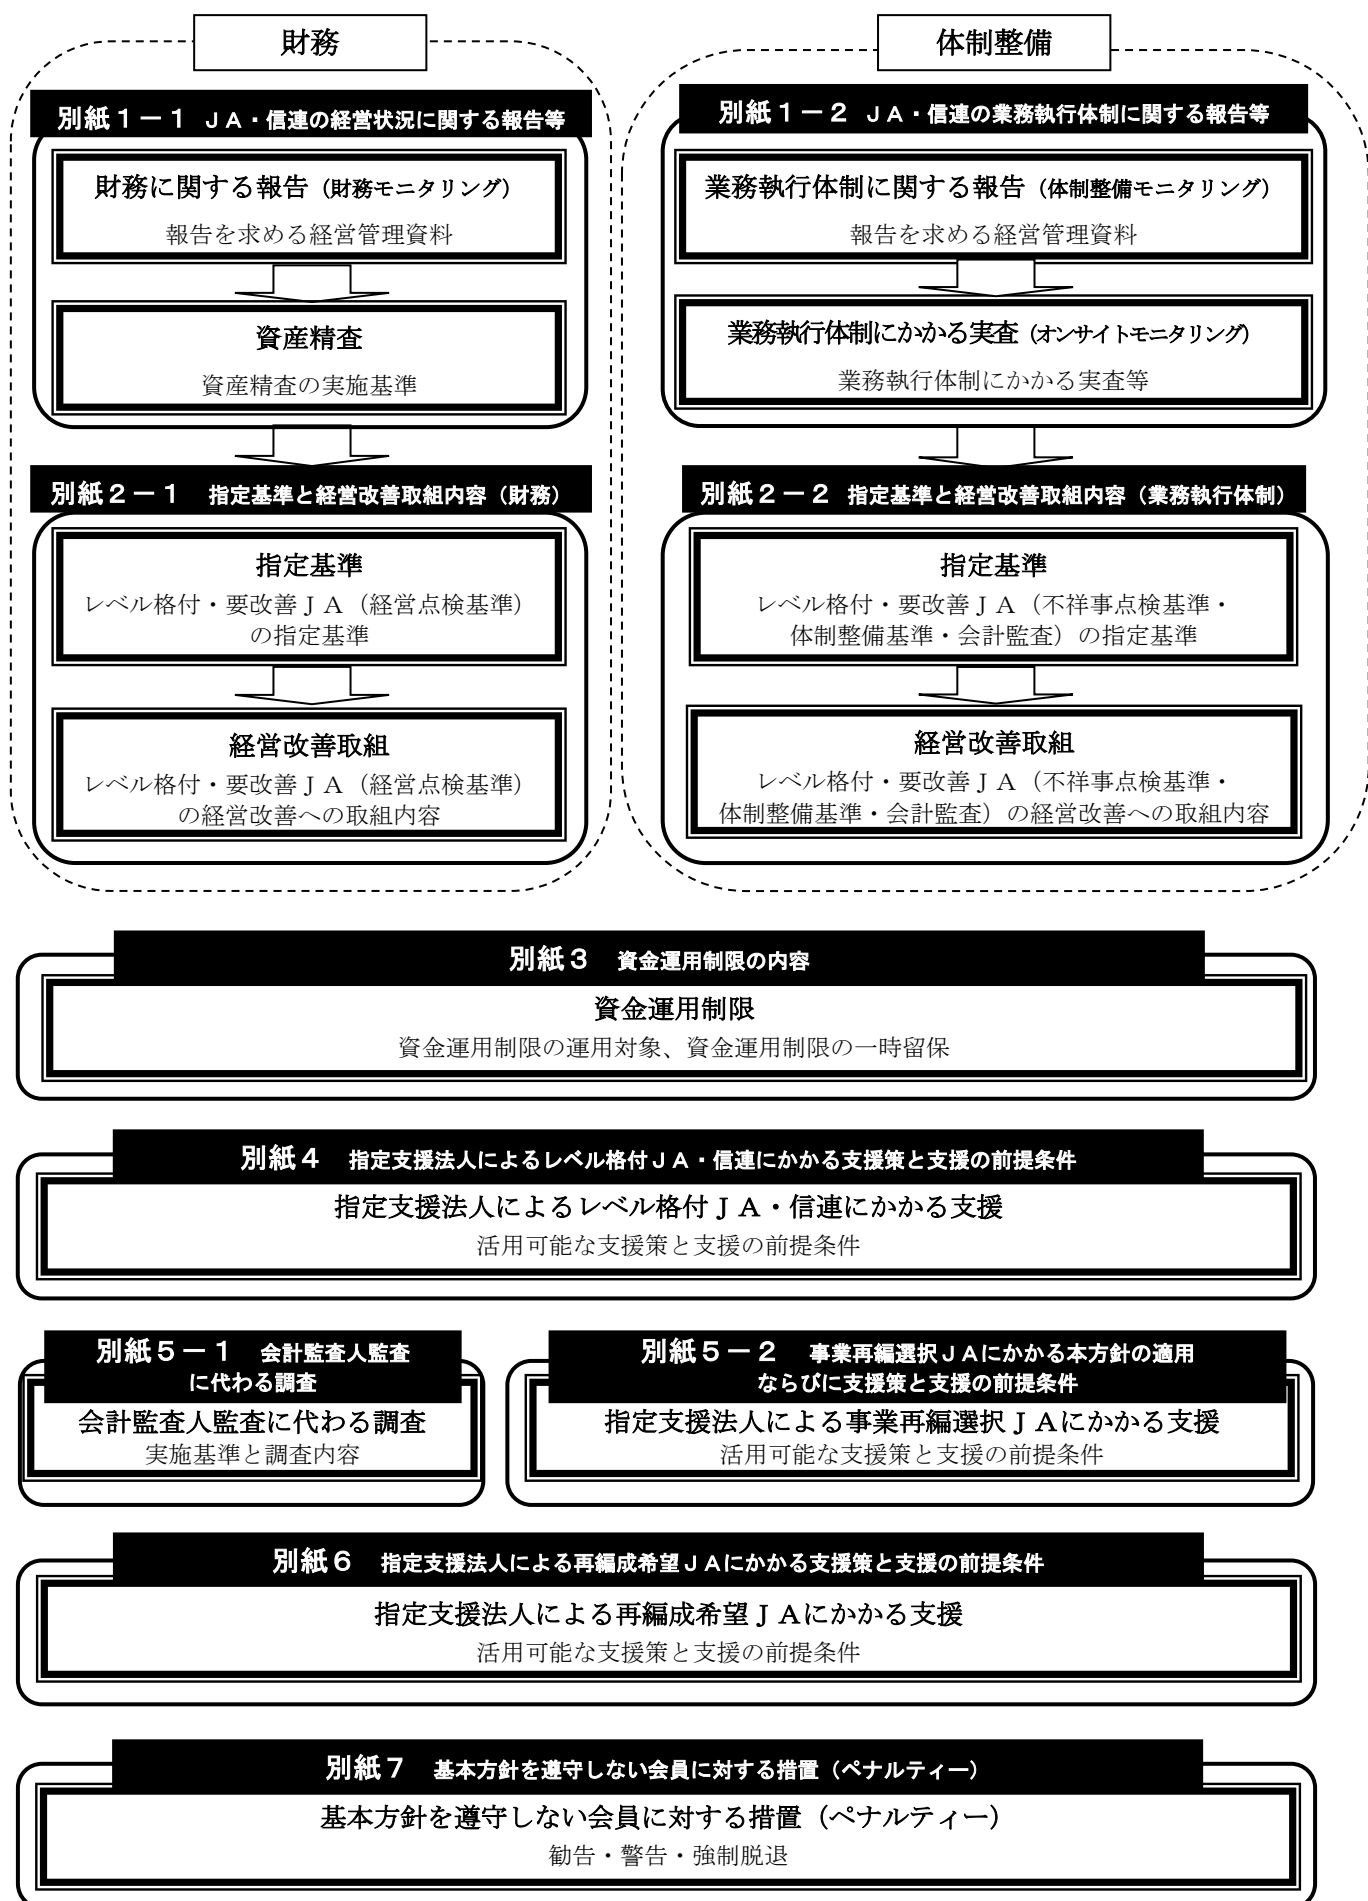 財務
別紙１－１ ＪＡ・信連の経営状況に関する報告等
財務に関する報告（財務モニタリング）
報告を求める経営管理資料
資産精査
資産精査の実施基準
別紙２－１　指定基準と経営改善取組内容（財務）
指定基準
レベル格付・要改善ＪＡ（経営点検基準）
の指定基準
経営改善取組
レベル格付・要改善ＪＡ（経営点検基準）
の経営改善への取組内容
体制整備
別紙１－２ ＪＡ・信連の業務執行体制に関する報告等
業務執行体制に関する報告（体制整備モニタリング）
報告を求める経営管理資料
業務執行体制にかかる実査（オンサイトモニタリング）
業務執行体制にかかる実査等
別紙２－２ 指定基準と経営改善取組内容（業務執行体制）
指定基準
レベル格付・要改善ＪＡ（不祥事点検基準・
体制整備基準・会計監査）の指定基準
経営改善取組
レベル格付・要改善ＪＡ（不祥事点検基準・
体制整備基準・会計監査）の経営改善への取組内容
別紙３　資金運用制限の内容
資金運用制限
資金運用制限の運用対象、資金運用制限の一時留保
別紙４　指定支援法人によるレベル格付ＪＡ・信連にかかる支援策と支援の前提条件
指定支援法人によるレベル格付ＪＡ・信連にかかる支援
活用可能な支援策と支援の前提条件
別紙５－１　会計監査人監査
に代わる調査
会計監査人監査に代わる調査
実施基準と調査内容
別紙５－２　事業再編選択ＪＡにかかる本方針の適用
ならびに支援策と支援の前提条件
指定支援法人による事業再編選択ＪＡにかかる支援
活用可能な支援策と支援の前提条件
別紙６　指定支援法人による再編成希望ＪＡにかかる支援策と支援の前提条件
指定支援法人による再編成希望ＪＡにかかる支援
活用可能な支援策と支援の前提条件
別紙７　基本方針を遵守しない会員に対する措置（ペナルティー）
基本方針を遵守しない会員に対する措置（ペナルティー）
勧告・警告・強制脱退